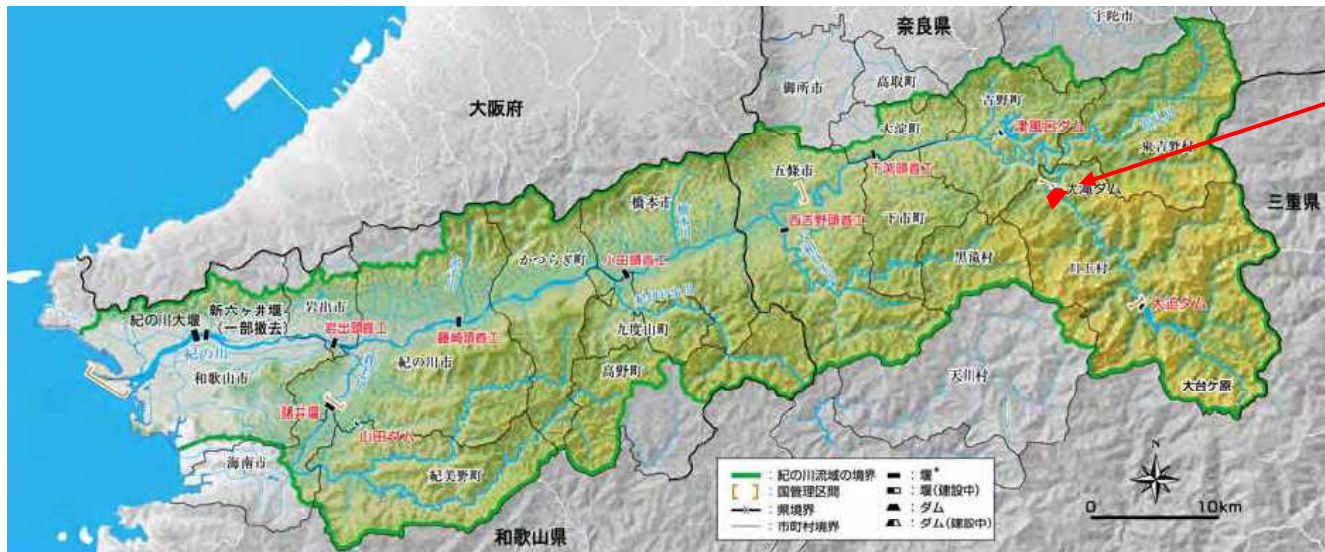 宇陀市
奈良県
高取町
御所市
吉野町
大阪府
大淀町
津風呂ダム
東吉野村
五條市
下渕頭首工
大滝ダム
三重県
橋本市
西吉野頭首工
下市町
かつらぎ町
小田頭首工
黒滝村
川上村
岩出市
新六ヶ井堰
(一部撤去)
紀の川大堰
大迫ダム
九度山町
岩出頭首工
藤崎頭首工
紀の川
紀の川市
高野町
天川村
和歌山市
大台ケ原
諸井堰
山田ダム
海南市
紀美野町
和歌山県
:紀の川流域の境界
:国管理区間
:県境界
:市町村境界
:堰*
:堰(建設中)
:ダム
:ダム(建設中)
N
0 10km